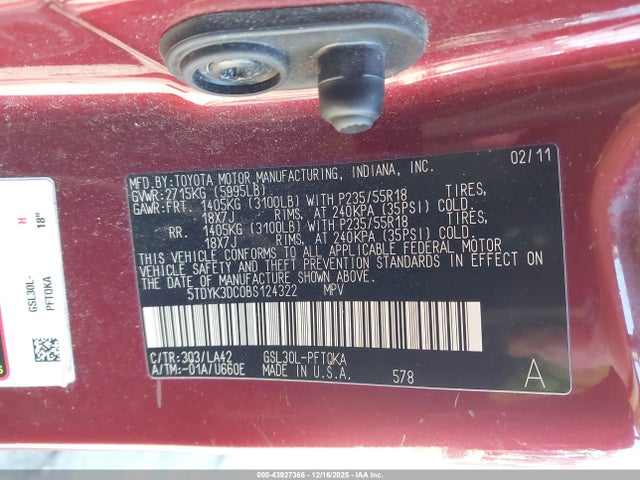 MFD.BY:TOYOTA MOTOR MANUFACTURING, INDIANA, INC. 02/11
GVWR:2715KG (5995LB)
GAWR:FRT 1405KG (3100LB) WITH P235/55R18 TIRES,
18X7J RIMS, AT 240KPA (35PSI) COLD.
RR 1405KG (3100LB) WITH P235/55R18 TIRES,
18X7J RIMS, AT 240KPA (35PSI) COLD.
THIS VEHICLE CONFORMS TO ALL APPLICABLE FEDERAL MOTOR
VEHICLE SAFETY AND THEFT PREVENTION STANDARDS IN EFFECT ON
THE DATE OF MANUFACTURE SHOWN ABOVE.
5TDYK3DC0BS124322 MPV
C/TR:3Q3/LA42 GSL30L-PFTQKA
A/TM:-01A/U660E MADE IN U.S.A. 578 A
GSL30L-
PFTQKA
H
18"
000-43927366 - 12/16/2025 - IAA